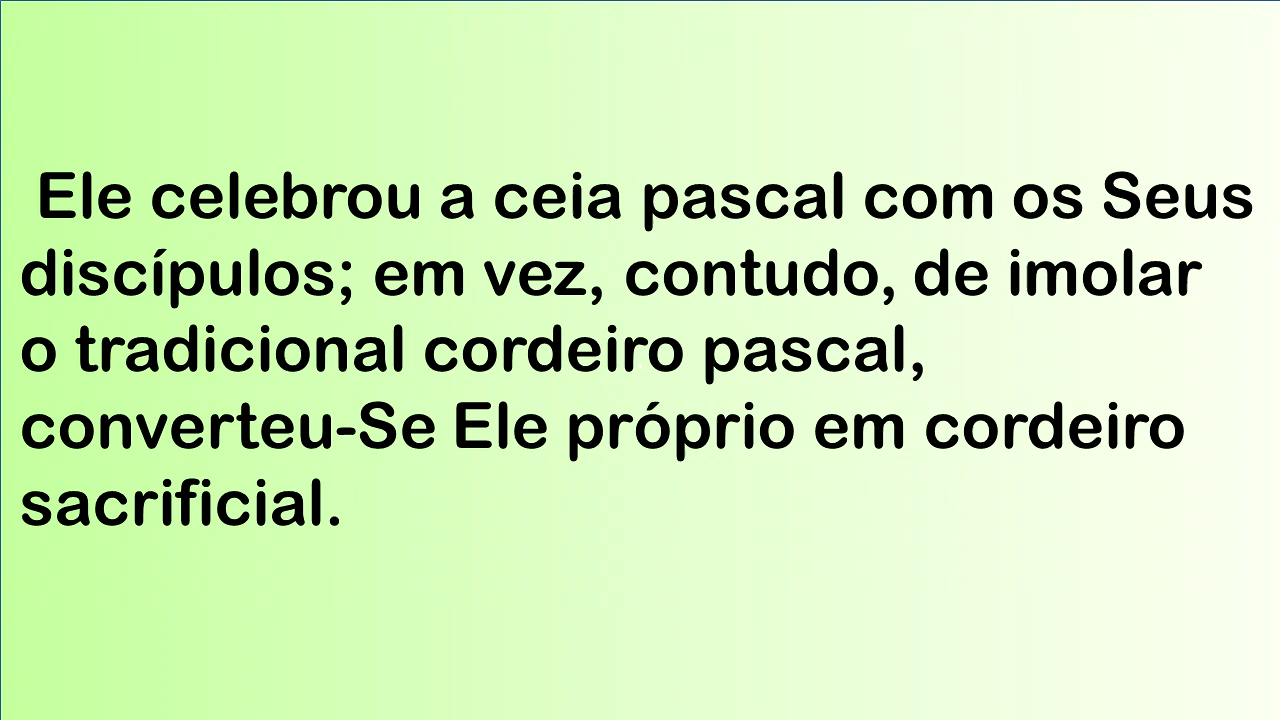 Ele celebrou a ceia pascal com os Seus
discípulos; em vez, contudo, de imolar
o tradicional cordeiro pascal,
converteu-Se Ele próprio em cordeiro
sacrificial.